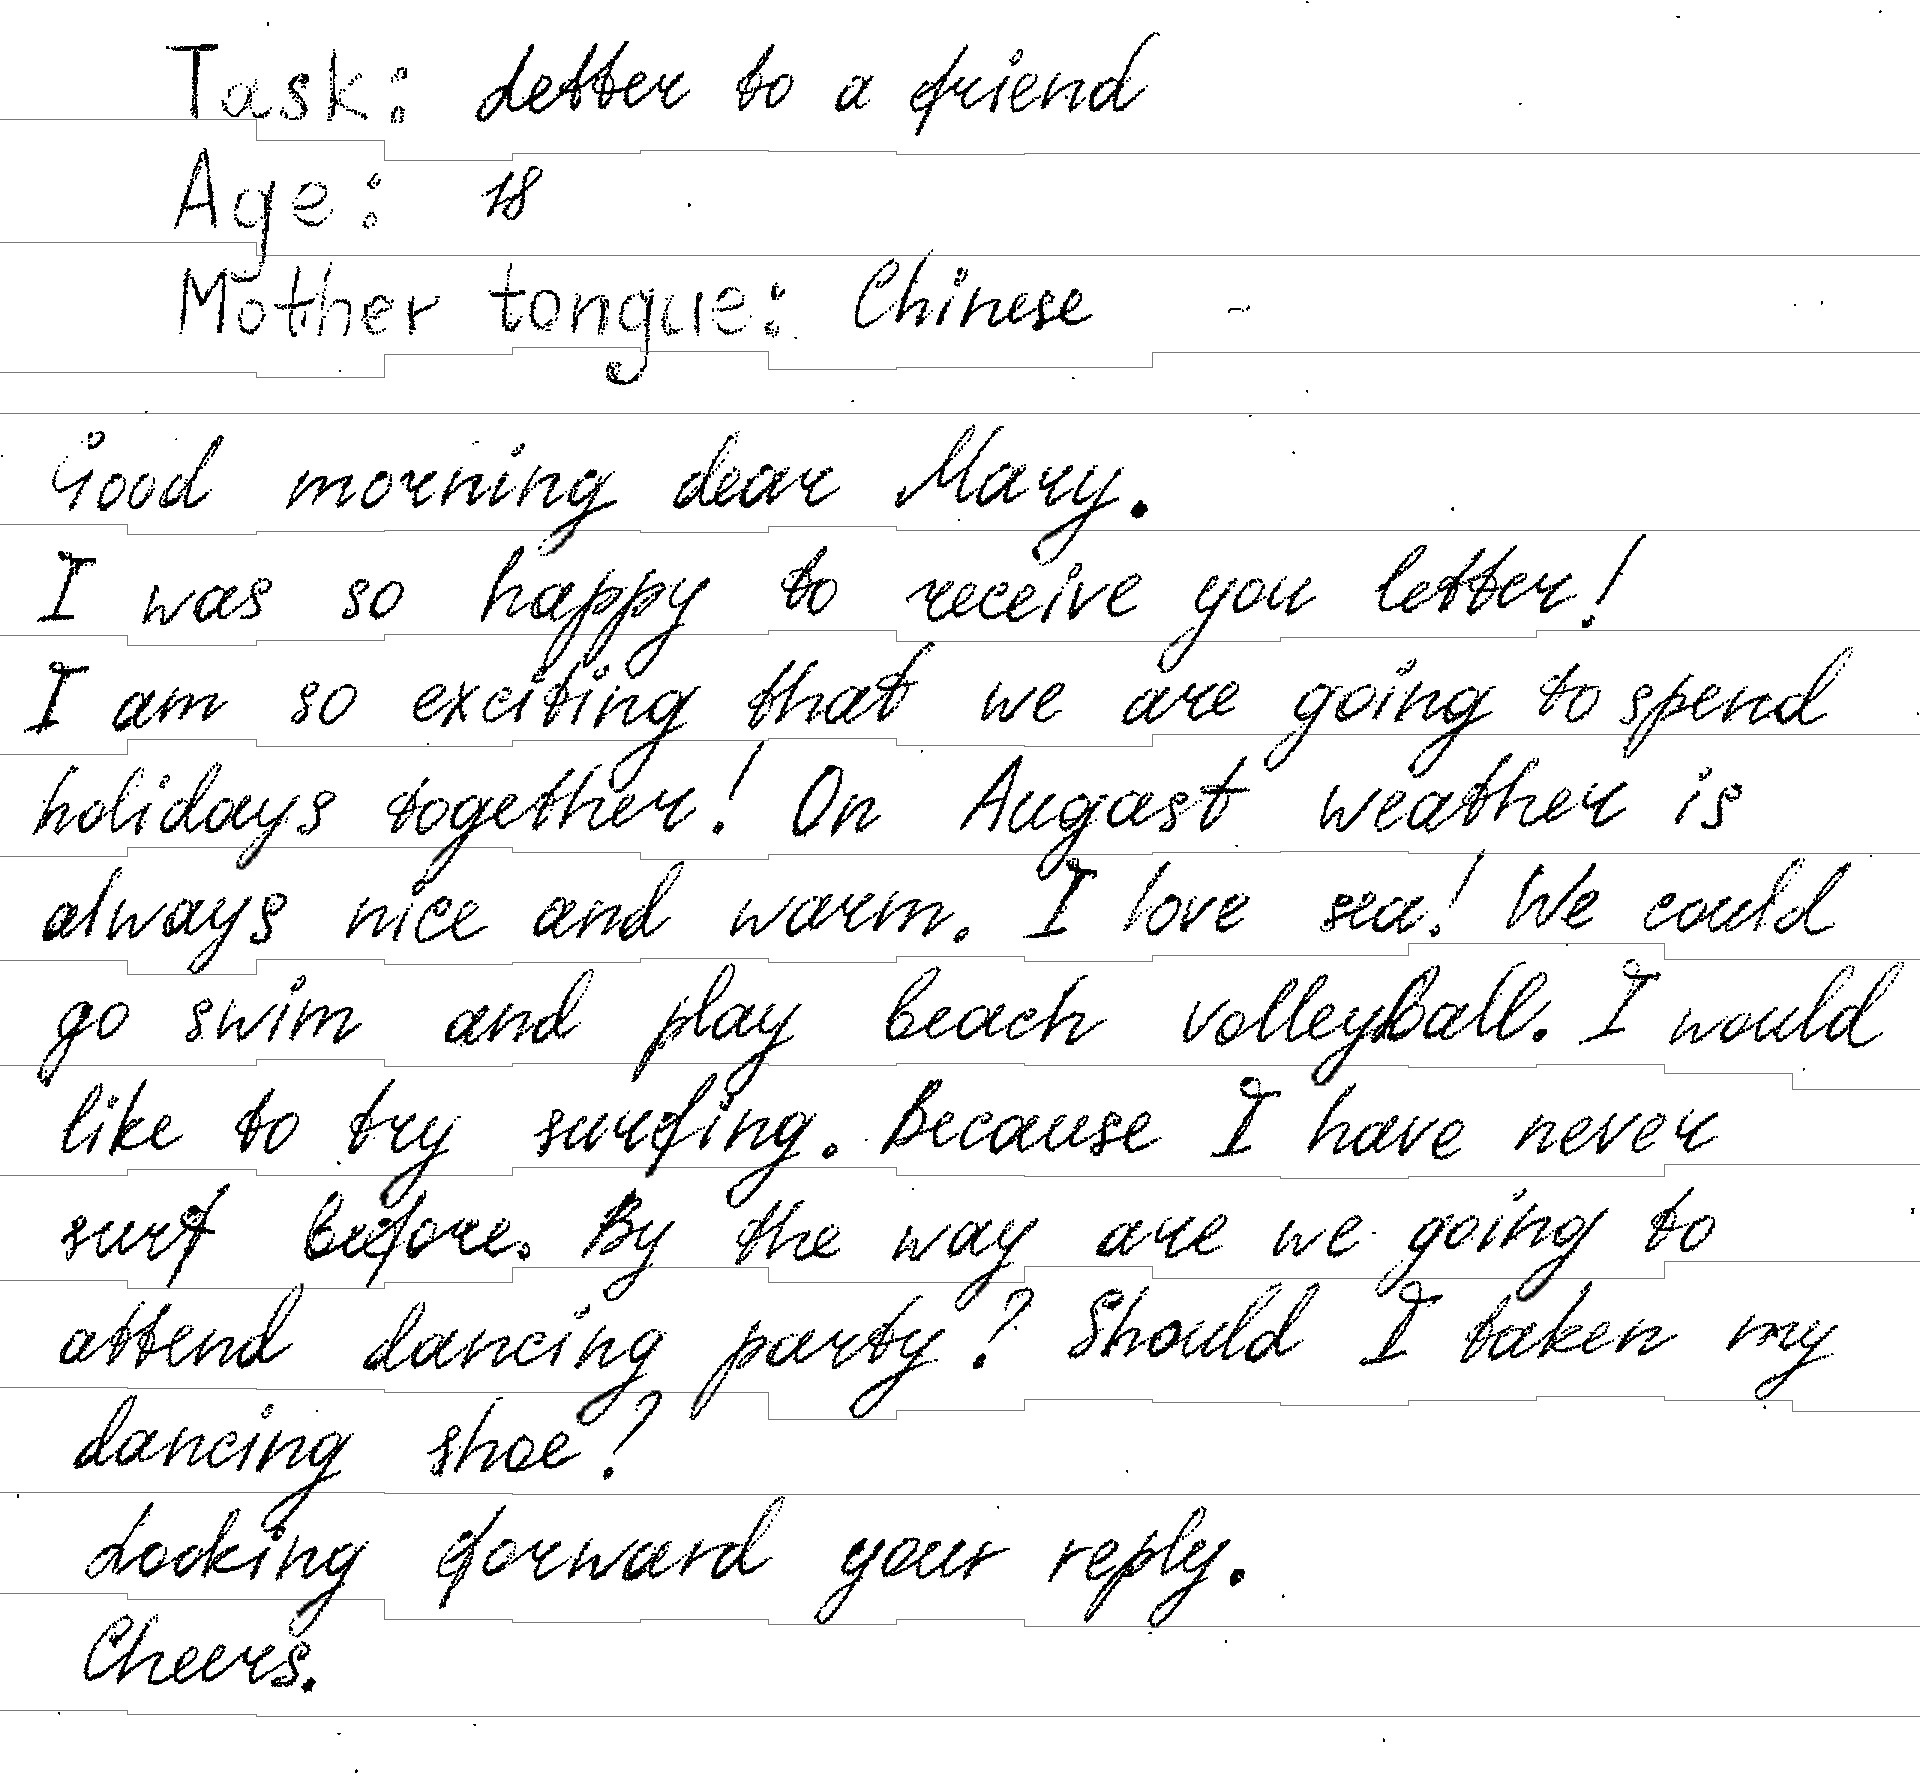 Task: Letter to a friend
Age: 18
Mother tongue: Chinese
Good morning dear Mary.
I was so happy to receive you letter!
I am so exciting that we are going to spend
holidays together! On Augast weather is
always nice and warm. I love sea! We could
go swim and play beach volleyball. I would
like to try surfing. Because I have never
surf before. By the way are we going to
attend dancing party? Should I taken my
dancing shoe?
Looking forward your reply.
Cheers.